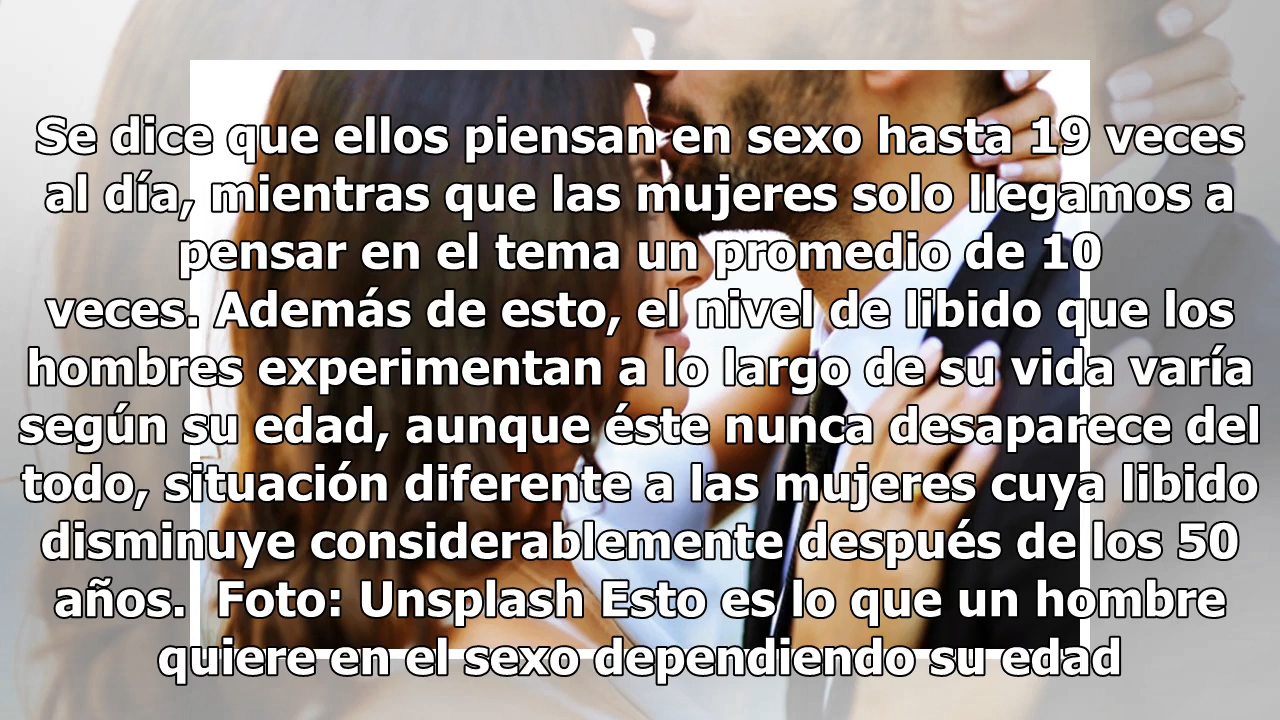 Se dice que ellos piensan en sexo hasta 19 veces
al día, mientras que las mujeres solo llegamos a
pensar en el tema un promedio de 10
veces. Además de esto, el nivel de libido que los
hombres experimentan a lo largo de su vida varía
según su edad, aunque éste nunca desaparece del
todo, situación diferente a las mujeres cuya libido
disminuye considerablemente después de los 50
años.  Foto: Unsplash Esto es lo que un hombre
quiere en el sexo dependiendo su edad